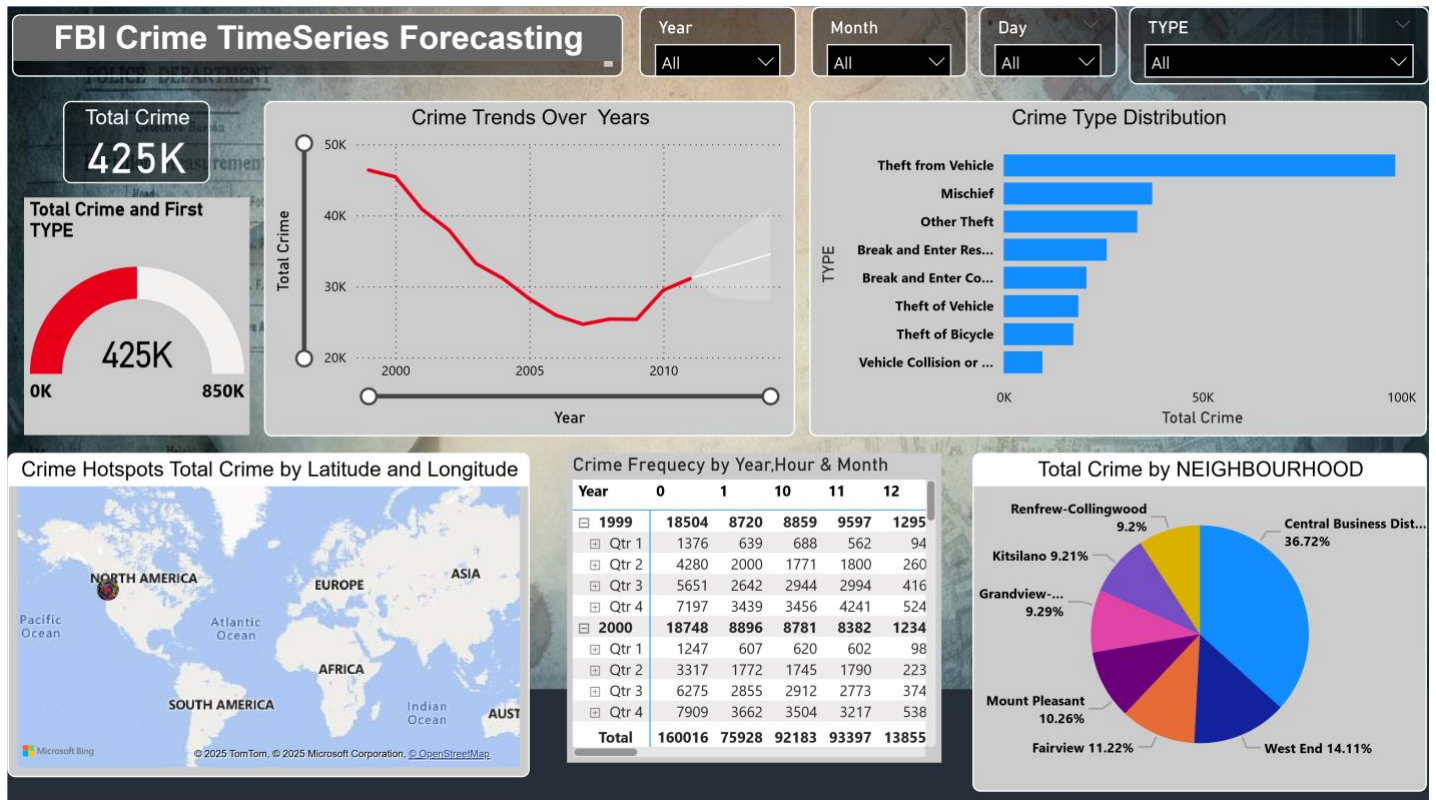 FBI Crime TimeSeries Forecasting
Year
All
Month
All
Day
All
TYPE
All
POLICE DEPARTMENT
Total Crime
425K
Total Crime and First
TYPE
425K
0K
850K
Crime Trends Over Years
Total Crime
50K
40K
30K
20K
2000
2005
2010
Year
Crime Type Distribution
TYPE
Theft from Vehicle
Mischief
Other Theft
Break and Enter Res...
Break and Enter Co...
Theft of Vehicle
Theft of Bicycle
Vehicle Collision or ...
0K
50K
100K
Total Crime
Crime Hotspots Total Crime by Latitude and Longitude
NORTH AMERICA
EUROPE
ASIA
Pacific
Ocean
Atlantic
Ocean
AFRICA
SOUTH AMERICA
Indian
Ocean
AUST
Microsoft Bing
© 2025 TomTom, © 2025 Microsoft Corporation, © OpenStreetMap
Crime Frequecy by Year,Hour & Month
Year 0 1 10 11 12
1999 18504 8720 8859 9597 1295
Qtr 1 1376 639 688 562 94
Qtr 2 4280 2000 1771 1800 260
Qtr 3 5651 2642 2944 2994 416
Qtr 4 7197 3439 3456 4241 524
2000 18748 8896 8781 8382 1234
Qtr 1 1247 607 620 602 98
Qtr 2 3317 1772 1745 1790 223
Qtr 3 6275 2855 2912 2773 374
Qtr 4 7909 3662 3504 3217 538
Total 160016 75928 92183 93397 13855
Total Crime by NEIGHBOURHOOD
Renfrew-Collingwood
9.2%
Central Business Dist...
36.72%
Kitsilano 9.21%
Grandview-...
9.29%
Mount Pleasant
10.26%
Fairview 11.22%
West End 14.11%